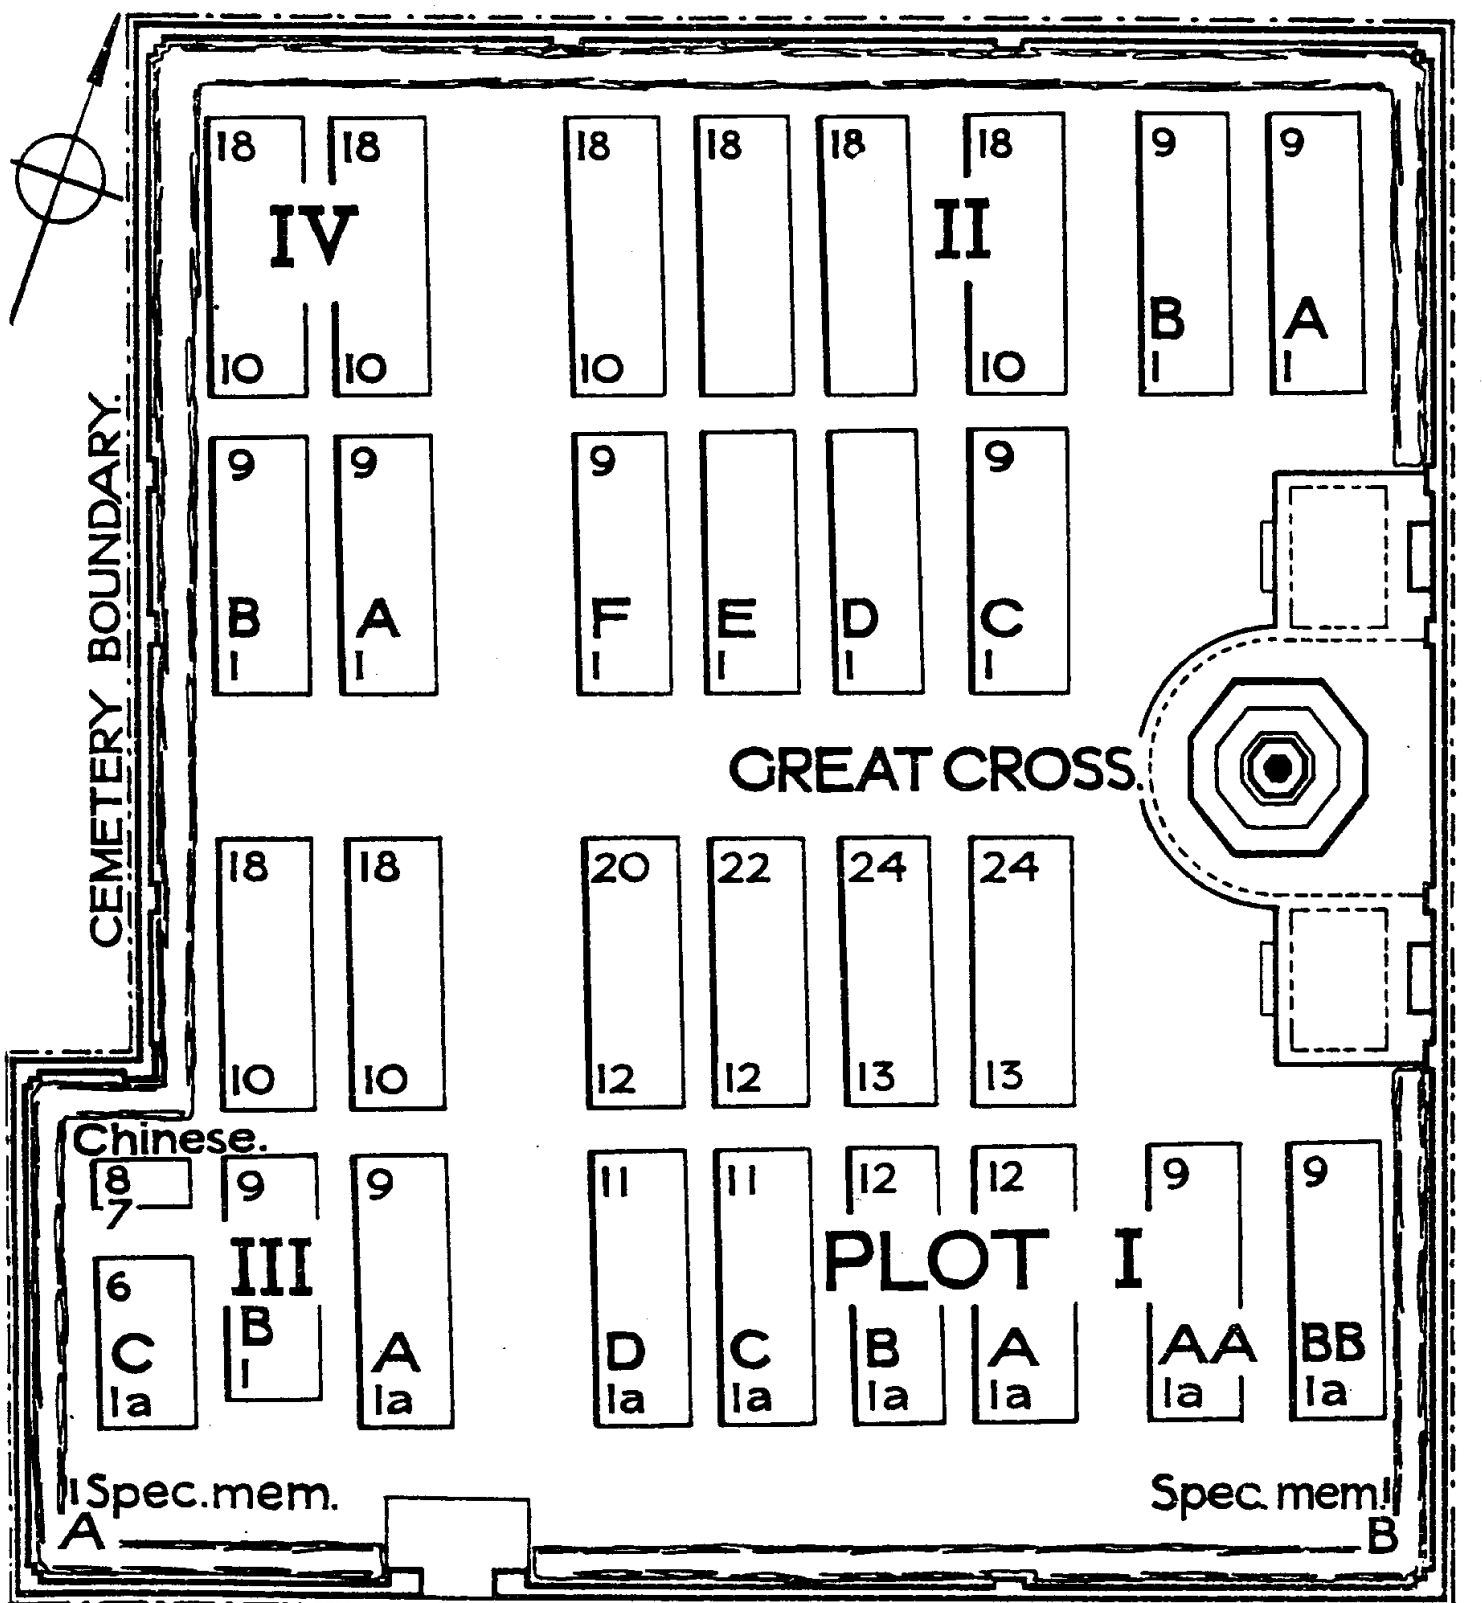 18 18 18 18 18 18 9 9
IV II
B A
10 10 10 10 1 1
9 9 9 9
B A F E D C
1 1 1 1 1 1
CEMETERY BOUNDARY.
GREAT CROSS.
18 18 20 22 24 24
10 10 12 12 13 13
Chinese.
8 9 9 11 11 12 12 9 9
7
III PLOT I
6
B
C A D C B A AA BB
1
1a 1a 1a 1a 1a 1a 1a 1a
1 Spec. mem. Spec. mem. 1
A B